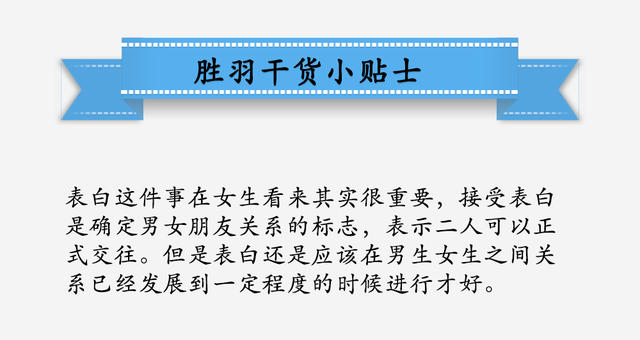 胜羽干货小贴士
表白这件事在女生看来其实很重要，接受表白
是确定男女朋友关系的标志，表示二人可以正
式交往。但是表白还是应该在男生女生之间关
系已经发展到一定程度的时候进行才好。